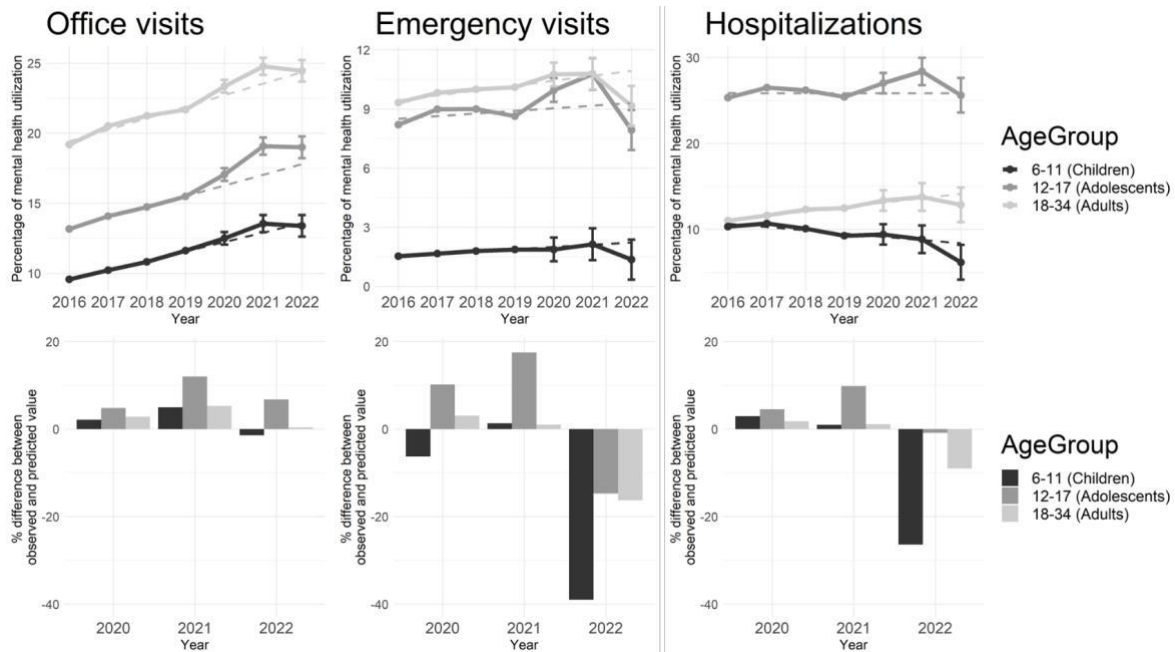 Office visits
Percentage of mental health utilization
25
20
15
10
2016 2017 2018 2019 2020 2021 2022
Year
Emergency visits
Percentage of mental health utilization
12
9
6
3
0
2016 2017 2018 2019 2020 2021 2022
Year
Hospitalizations
Percentage of mental health utilization
30
20
10
2016 2017 2018 2019 2020 2021 2022
Year
AgeGroup
6-11 (Children)
12-17 (Adolescents)
18-34 (Adults)
% difference between
observed and predicted value
20
0
-20
-40
2020 2021 2022
Year
% difference between
observed and predicted value
20
0
-20
-40
2020 2021 2022
Year
% difference between
observed and predicted value
20
0
-20
-40
2020 2021 2022
Year
AgeGroup
6-11 (Children)
12-17 (Adolescents)
18-34 (Adults)